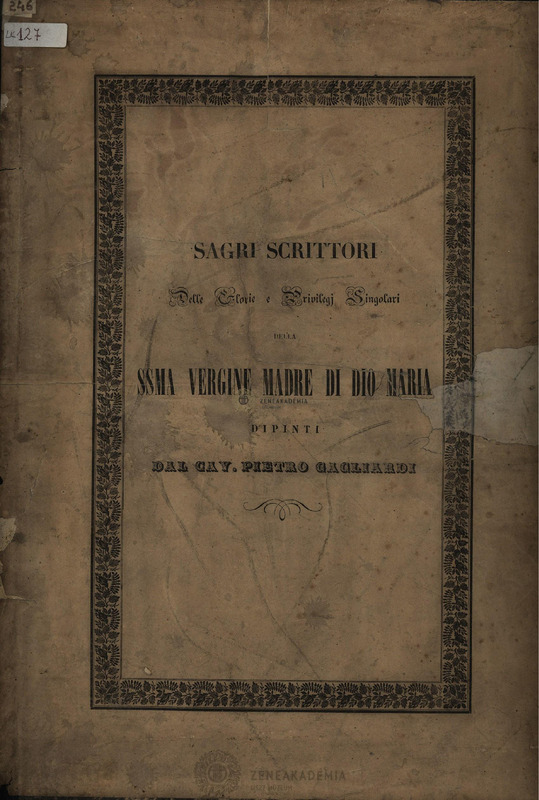 246
127
SAGRI SCRITTORI
Delle Glorie e Privilegj Singolari
DELLA
SSMA VERGINE MADRE DI DIO MARIA
ZENEAKADEMIA
DIPINTI
DAL CAV. PIETRO GAGLIARDI
ZENEAKADEMIA